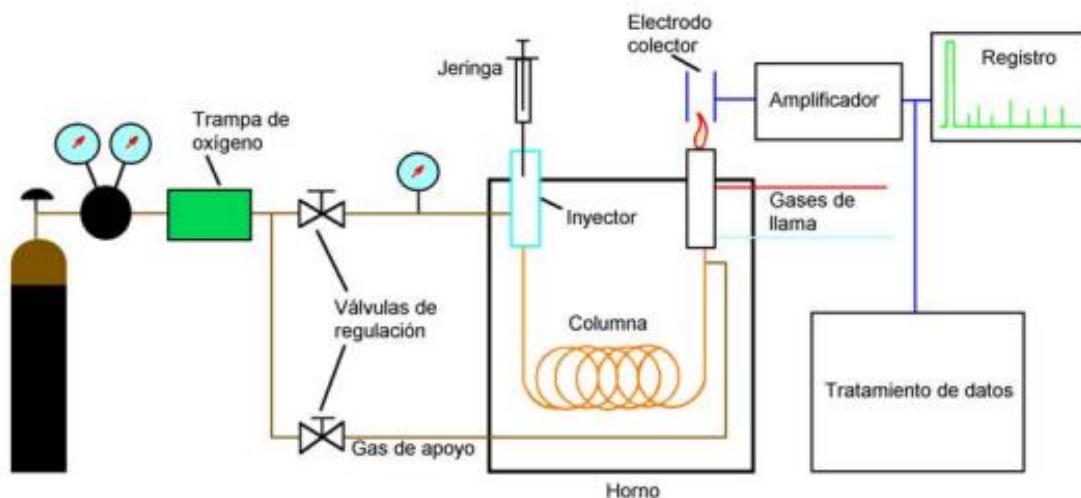 Electrodo
colector
Jeringa
Registro
Amplificador
Trampa de
oxígeno
Inyector
Gases de
llama
Válvulas de
regulación
Columna
Tratamiento de datos
Gas de apoyo
Horno